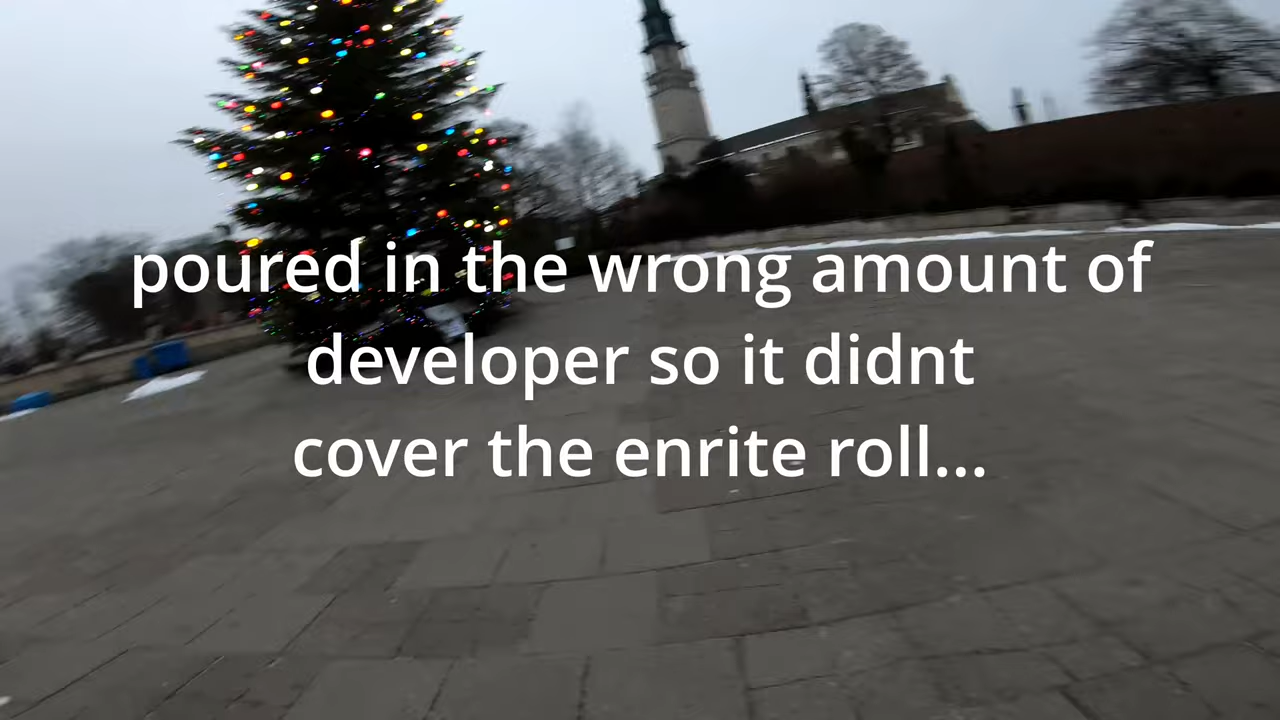 poured in the wrong amount of
developer so it didnt
cover the enrite roll...